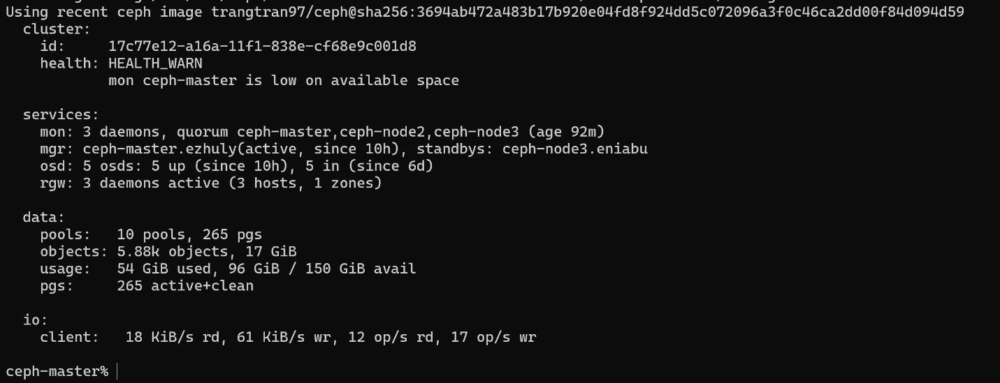 Using recent ceph image trangtran97/ceph@sha256:3694ab472a483b17b920e04fd8f924dd5c072096a3f0c46ca2dd00f84d094d59
  cluster:
    id:     17c77e12-a16a-11f1-838e-cf68e9c001d8
    health: HEALTH_WARN
            mon ceph-master is low on available space

  services:
    mon: 3 daemons, quorum ceph-master,ceph-node2,ceph-node3 (age 92m)
    mgr: ceph-master.ezhuly(active, since 10h), standbys: ceph-node3.eniabu
    osd: 5 osds: 5 up (since 10h), 5 in (since 6d)
    rgw: 3 daemons active (3 hosts, 1 zones)

  data:
    pools:   10 pools, 265 pgs
    objects: 5.88k objects, 17 GiB
    usage:   54 GiB used, 96 GiB / 150 GiB avail
    pgs:     265 active+clean

  io:
    client:   18 KiB/s rd, 61 KiB/s wr, 12 op/s rd, 17 op/s wr

ceph-master%